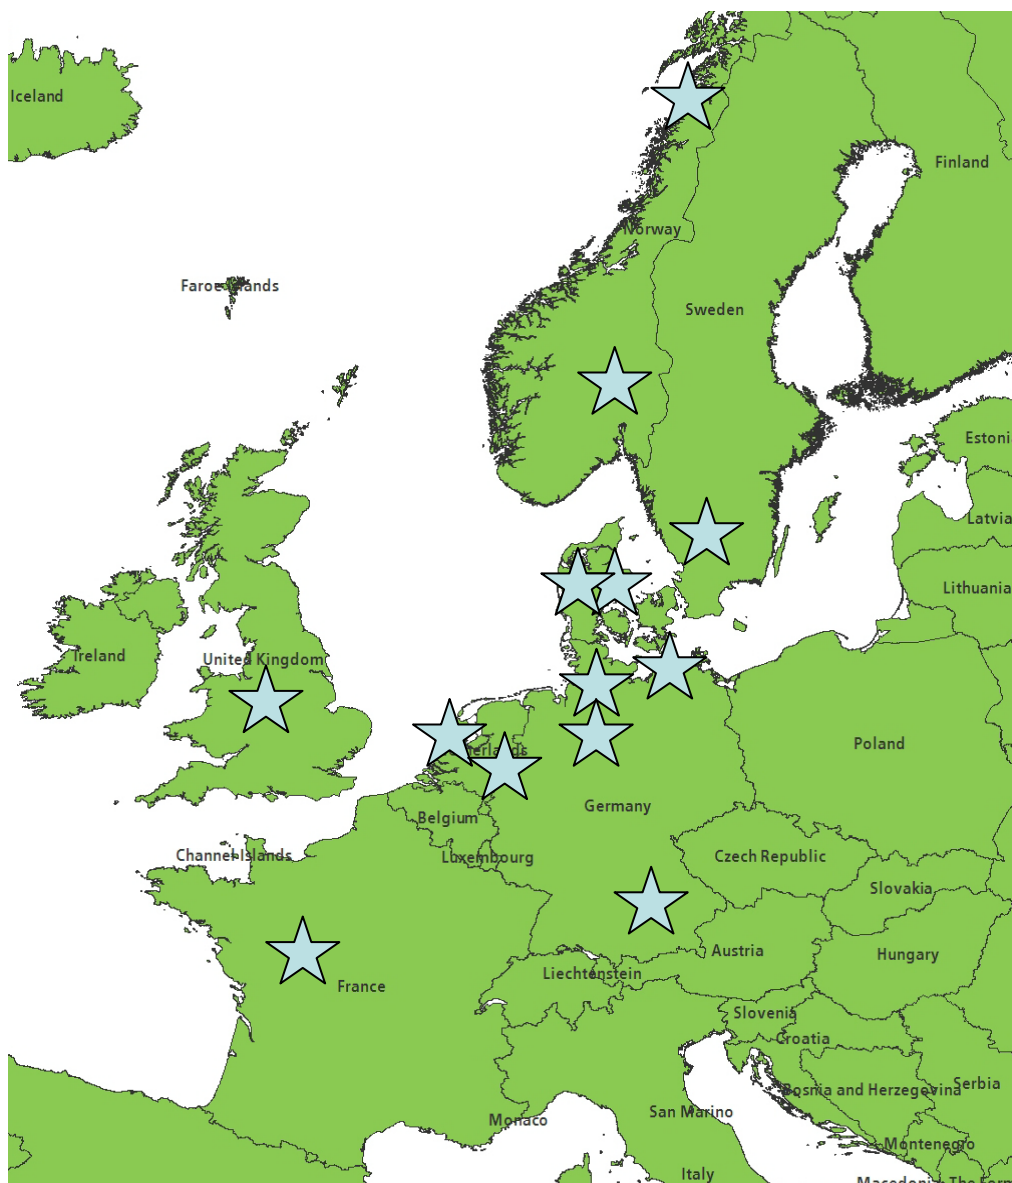 Iceland
Finland
Norway
Faroe Islands
Sweden
Estoni
Latvia
Lithuania
Ireland
United Kingdom
Poland
Germany
Belgium
Channel Islands
Luxembourg
Czech Republic
Slovakia
Austria
Hungary
Liechtenstein
France
Slovenia
Croatia
Serbia
Bosnia and Herzegovina
San Marino
Monaco
Montenegro
Italy